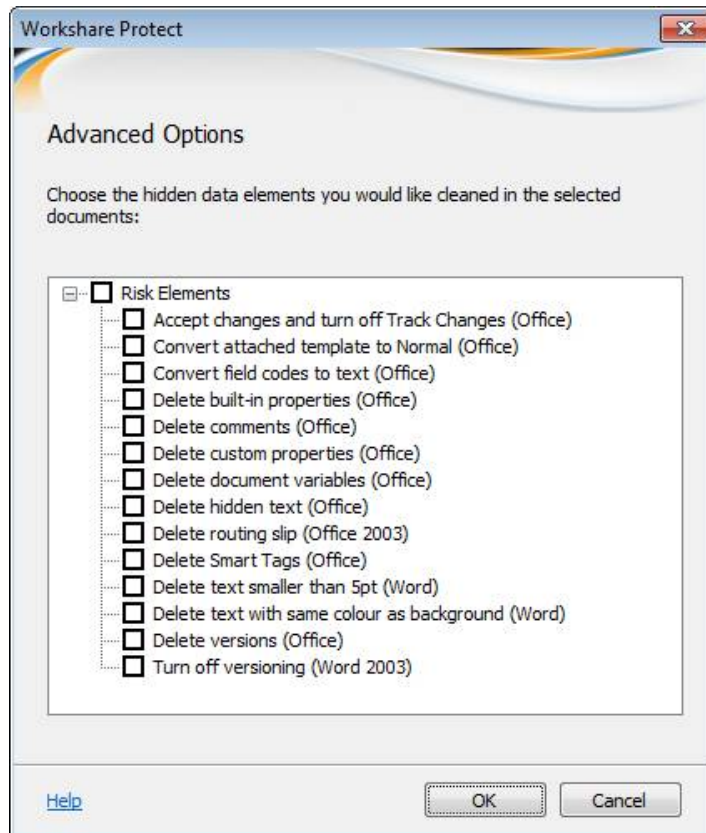 Workshare Protect
Advanced Options
Choose the hidden data elements you would like cleaned in the selected
documents:
Risk Elements
Accept changes and turn off Track Changes (Office)
Convert attached template to Normal (Office)
Convert field codes to text (Office)
Delete built-in properties (Office)
Delete comments (Office)
Delete custom properties (Office)
Delete document variables (Office)
Delete hidden text (Office)
Delete routing slip (Office 2003)
Delete Smart Tags (Office)
Delete text smaller than 5pt (Word)
Delete text with same colour as background (Word)
Delete versions (Office)
Turn off versioning (Word 2003)
Help
OK
Cancel